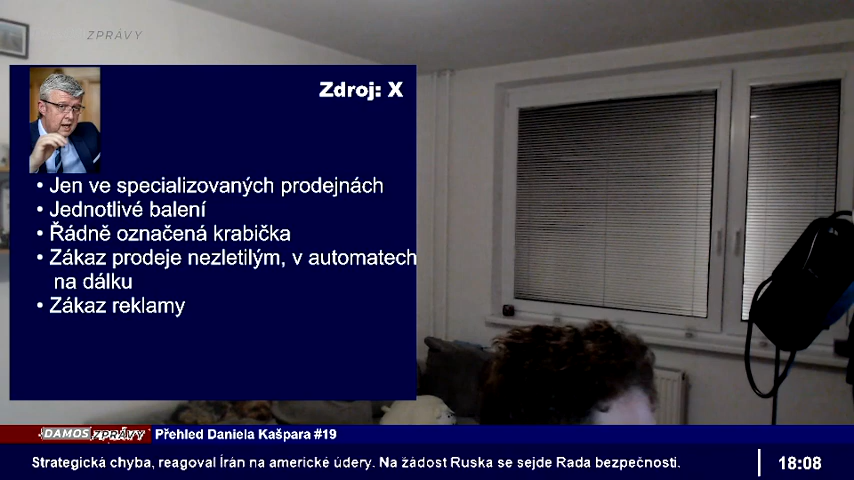 ZPRÁVY
Zdroj: X
• Jen ve specializovaných prodejnách
• Jednotlivé balení
• Řádně označená krabička
• Zákaz prodeje nezletilým, v automatech
na dálku
• Zákaz reklamy
DAMOS ZPRÁVY Přehled Daniela Kašpara #19
Strategická chyba, reagoval Írán na americké údery. Na žádost Ruska se sejde Rada bezpečnosti. 18:08